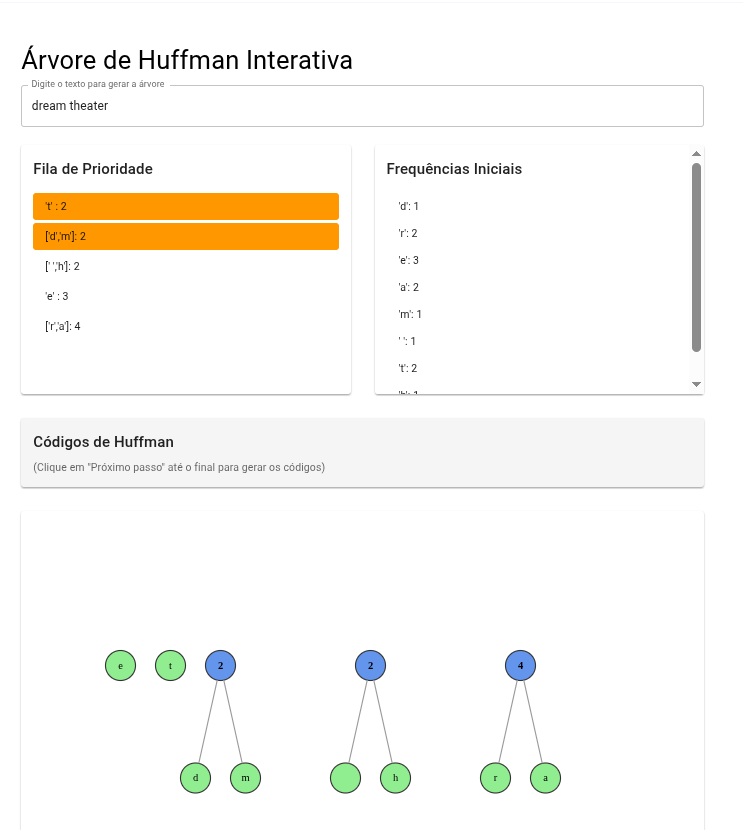 Árvore de Huffman Interativa
Digite o texto para gerar a árvore
dream theater
Fila de Prioridade
't' : 2
['d','m']: 2
[' ','h']: 2
'e' : 3
['r','a']: 4
Frequências Iniciais
'd': 1
'r': 2
'e': 3
'a': 2
'm': 1
' ': 1
't': 2
'h': 1
Códigos de Huffman
(Clique em "Próximo passo" até o final para gerar os códigos)
e t 2 2 4
d m h r a